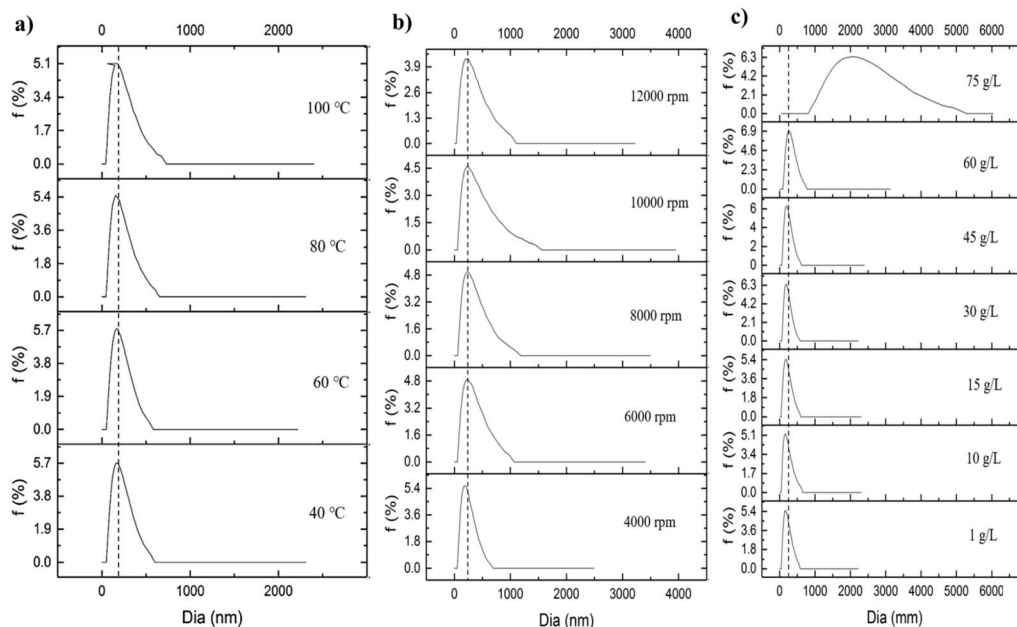 a)
0 1000 2000
f (%)
5.1
3.4
1.7
0.0
100 °C
f (%)
5.4
3.6
1.8
0.0
80 °C
f (%)
5.7
3.8
1.9
0.0
60 °C
f (%)
5.7
3.8
1.9
0.0
40 °C
0 1000 2000
Dia (nm)
b)
0 1000 2000 3000 4000
f (%)
3.9
2.6
1.3
0.0
12000 rpm
f (%)
4.5
3.0
1.5
0.0
10000 rpm
f (%)
4.8
3.2
1.6
0.0
8000 rpm
f (%)
4.8
3.2
1.6
0.0
6000 rpm
f (%)
5.4
3.6
1.8
0.0
4000 rpm
0 1000 2000 3000 4000
Dia (nm)
c)
0 1000 2000 3000 4000 5000 6000
f (%)
6.3
4.2
2.1
0.0
75 g/L
f (%)
6.9
4.6
2.3
0.0
60 g/L
f (%)
6
4
2
0
45 g/L
f (%)
6.3
4.2
2.1
0.0
30 g/L
f (%)
5.4
3.6
1.8
0.0
15 g/L
f (%)
5.1
3.4
1.7
0.0
10 g/L
f (%)
5.4
3.6
1.8
0.0
1 g/L
0 1000 2000 3000 4000 5000 6000
Dia (mm)